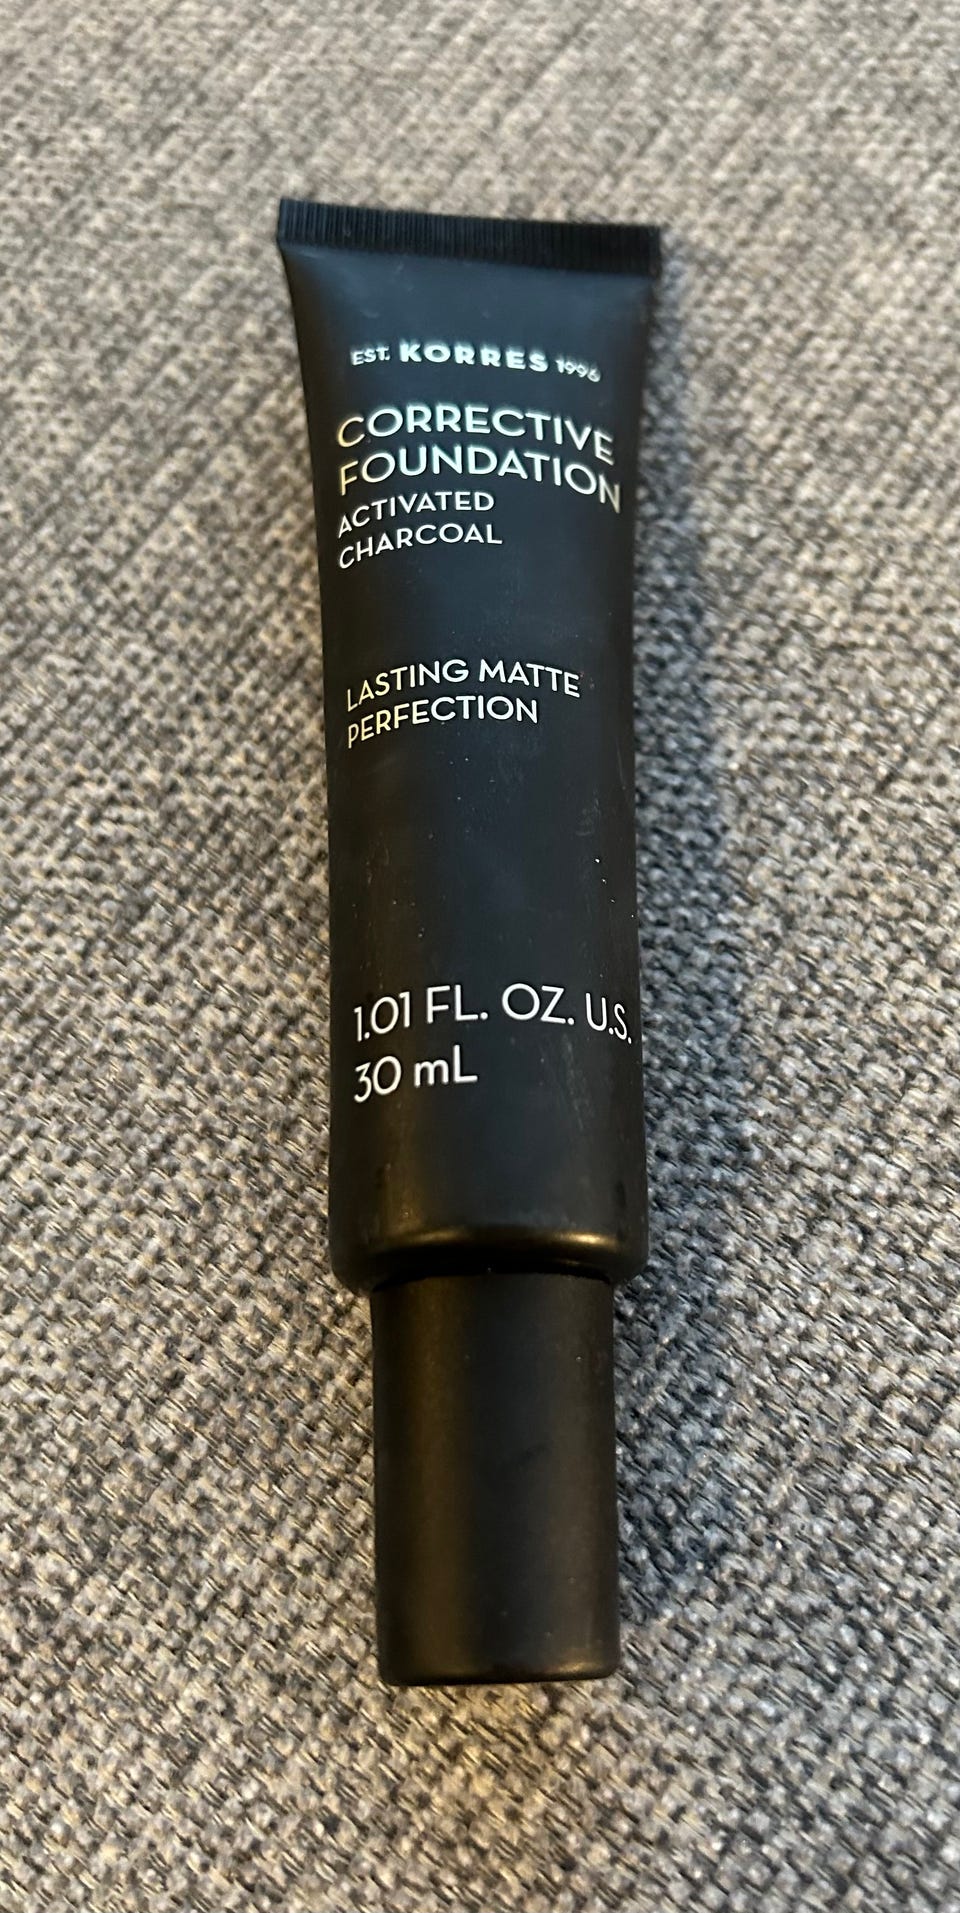 EST. KORRES 1996
CORRECTIVE
FOUNDATION
ACTIVATED
CHARCOAL
LASTING MATTE
PERFECTION
1.01 FL. OZ. U.S.
30 mL